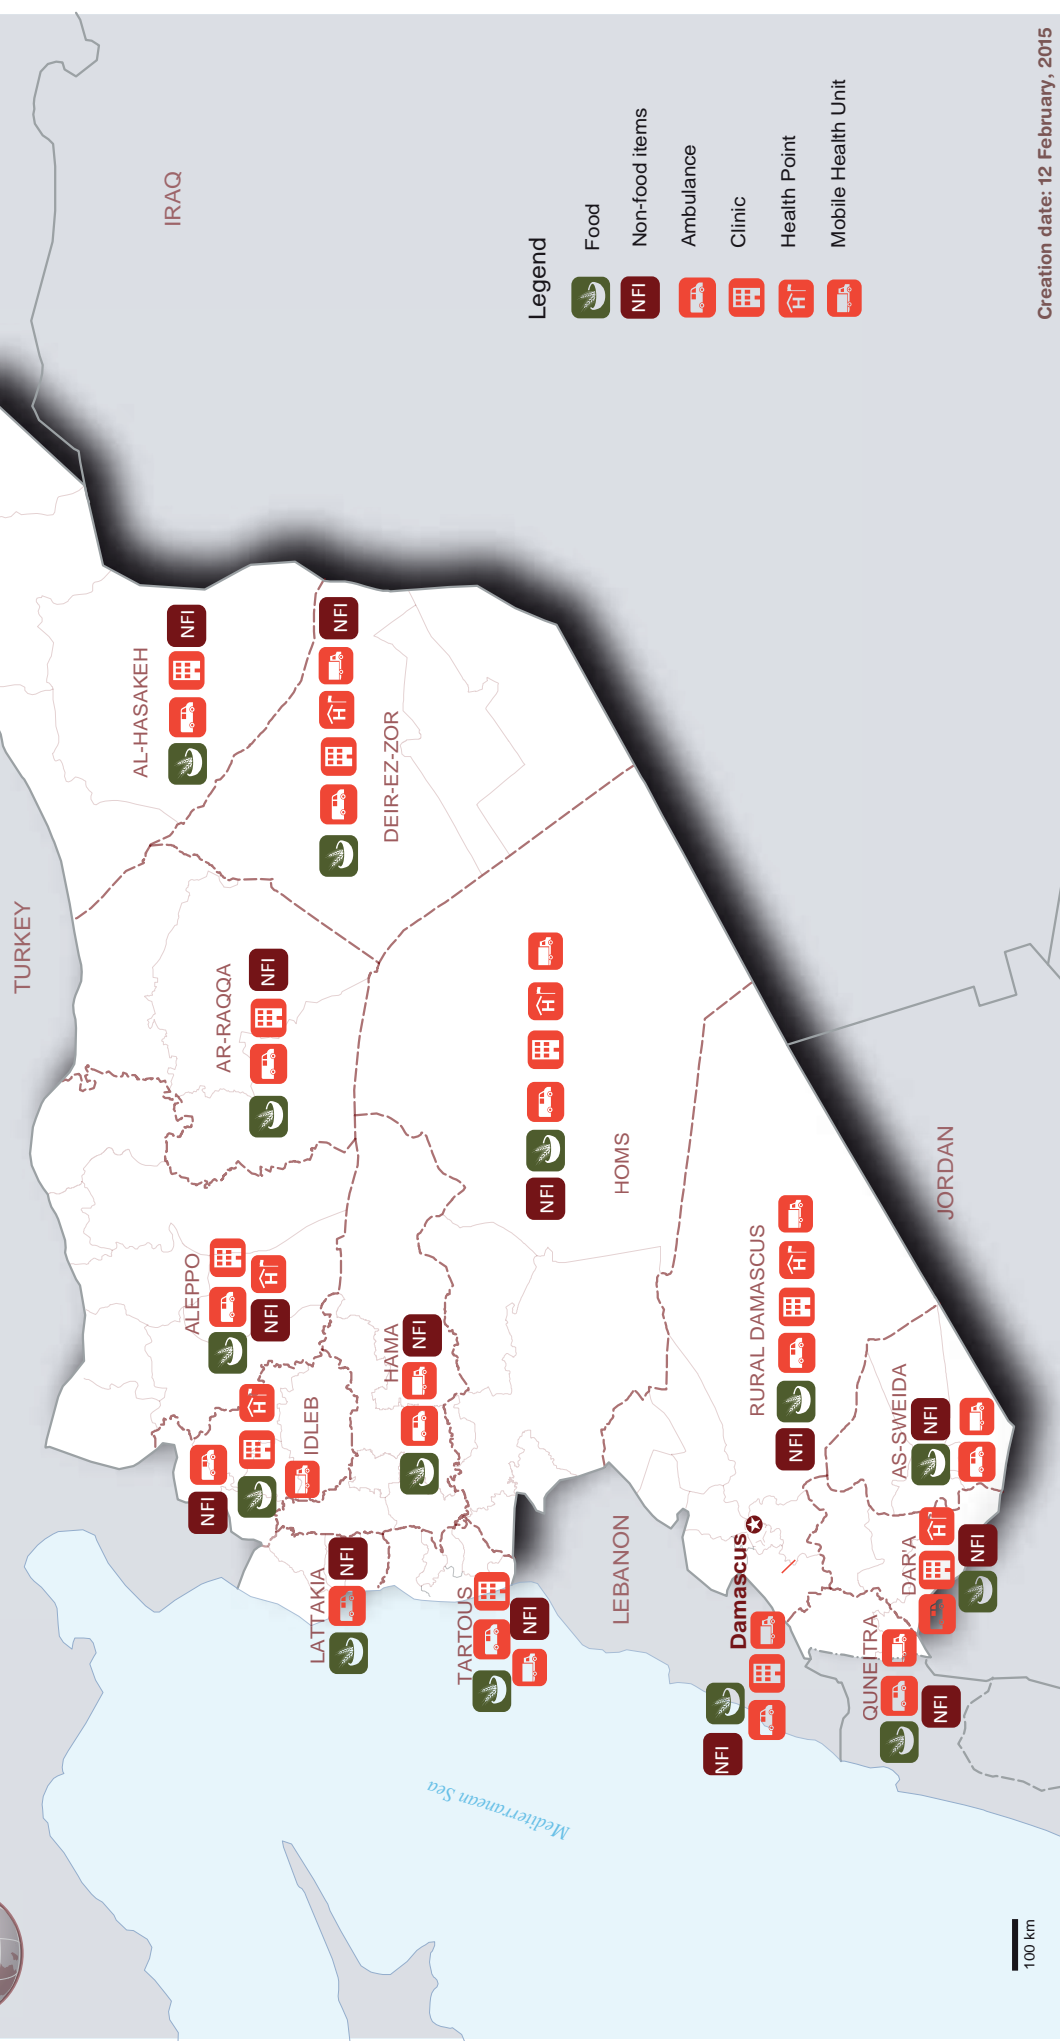 TURKEY
IRAQ
AL-HASAKEH
NFI
NFI
DEIR-EZ-ZOR
AR-RAQQA
NFI
ALEPPO
NFI
H
H
IDLEB
NFI
HAMA
NFI
LATTAKIA
NFI
TARTOUS
NFI
H
H
NFI
HOMS
LEBANON
Mediterranean Sea
Damascus
NFI
RURAL DAMASCUS
H
NFI
AS-SWEIDA
NFI
DAR'A
H
NFI
QUNEITRA
NFI
JORDAN
Legend
Food
NFI
Non-food items
Ambulance
Clinic
H
Health Point
Mobile Health Unit
100 km
Creation date: 12 February, 2015